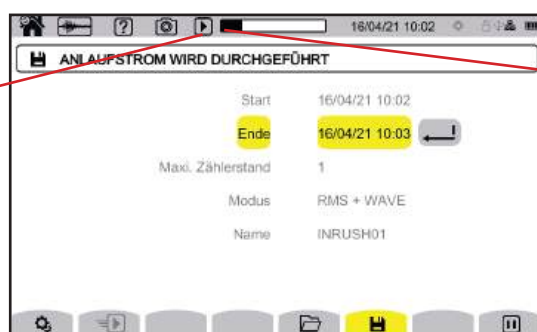 16/04/21 10:02
ANLAUFSTROM WIRD DURCHGEFÜHRT
Start 16/04/21 10:02
Ende 16/04/21 10:03
Maxi. Zählerstand 1
Modus RMS + WAVE
Name INRUSH01